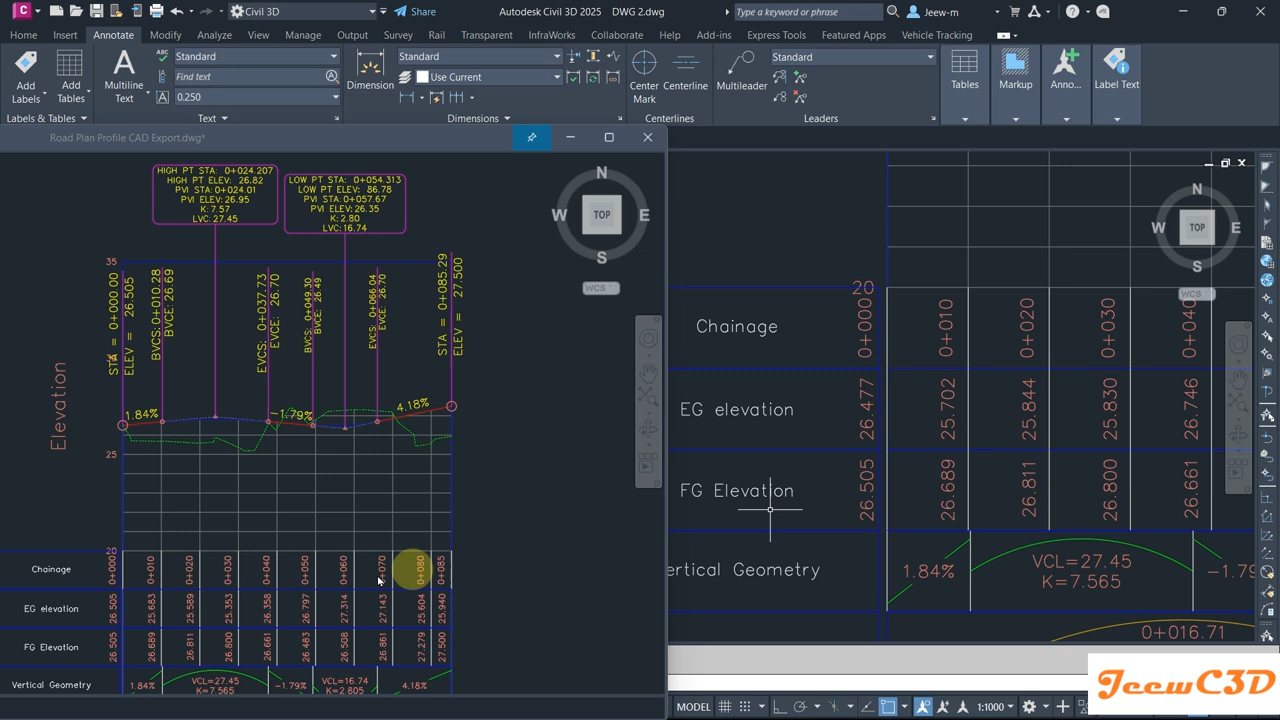 Civil 3D
Share
Autodesk Civil 3D 2025 DWG 2.dwg
Type a keyword or phrase
Jeew-m
Home Insert Annotate Modify Analyze View Manage Output Survey Rail Transparent InfraWorks Collaborate Help Add-ins Express Tools Featured Apps Vehicle Tracking
Add Labels
Add Tables
Multiline Text
Standard
Find text
0.250
Dimension
Standard
Use Current
Center Mark
Centerline
Multileader
Standard
Tables
Markup
Anno...
Label Text
Labels & Tables
Text
Dimensions
Centerlines
Leaders
Road Plan Profile CAD Export.dwg*
HIGH PT STA: 0+024.207
HIGH PT ELEV: 26.82
PVI STA:0+024.01
PVI ELEV:26.95
K: 7.57
LVC: 27.45
LOW PT STA: 0+054.313
LOW PT ELEV: 86.78
PVI STA:0+057.67
PVI ELEV:26.35
K: 2.80
LVC:16.74
N
W TOP E
S
WCS
35
STA = 0+000.00
ELEV = 26.505
BVCS: 0+010.28
BVCE: 26.69
EVCS: 0+037.73
EVCE: 26.70
BVCS: 0+049.30
BVCE: 26.49
EVCS: 0+066.04
EVCE: 26.70
STA = 0+085.29
ELEV = 27.500
Elevation
1.84%
-1.79%
4.18%
25
20
Chainage 0+000 0+010 0+020 0+030 0+040 0+050 0+060 0+070 0+080 0+085
EG elevation 26.505 25.683 25.589 25.353 26.358 26.797 27.314 27.143 25.604 25.940
FG Elevation 26.505 26.689 26.811 26.800 26.661 26.483 26.508 26.861 27.279 27.500
Vertical Geometry 1.84% VCL=27.45 K=7.565 -1.79% VCL=16.74 K=2.805 4.18%
N
W TOP E
S
WCS
20
Chainage 0+000 0+010 0+020 0+030 0+040
EG elevation 26.477 25.702 25.844 25.830 26.746
FG Elevation 26.505 26.689 26.811 26.800 26.661
ertical Geometry 1.84% VCL=27.45 K=7.565 -1.79
0+016.71
MODEL
1:1000
JeewC3D